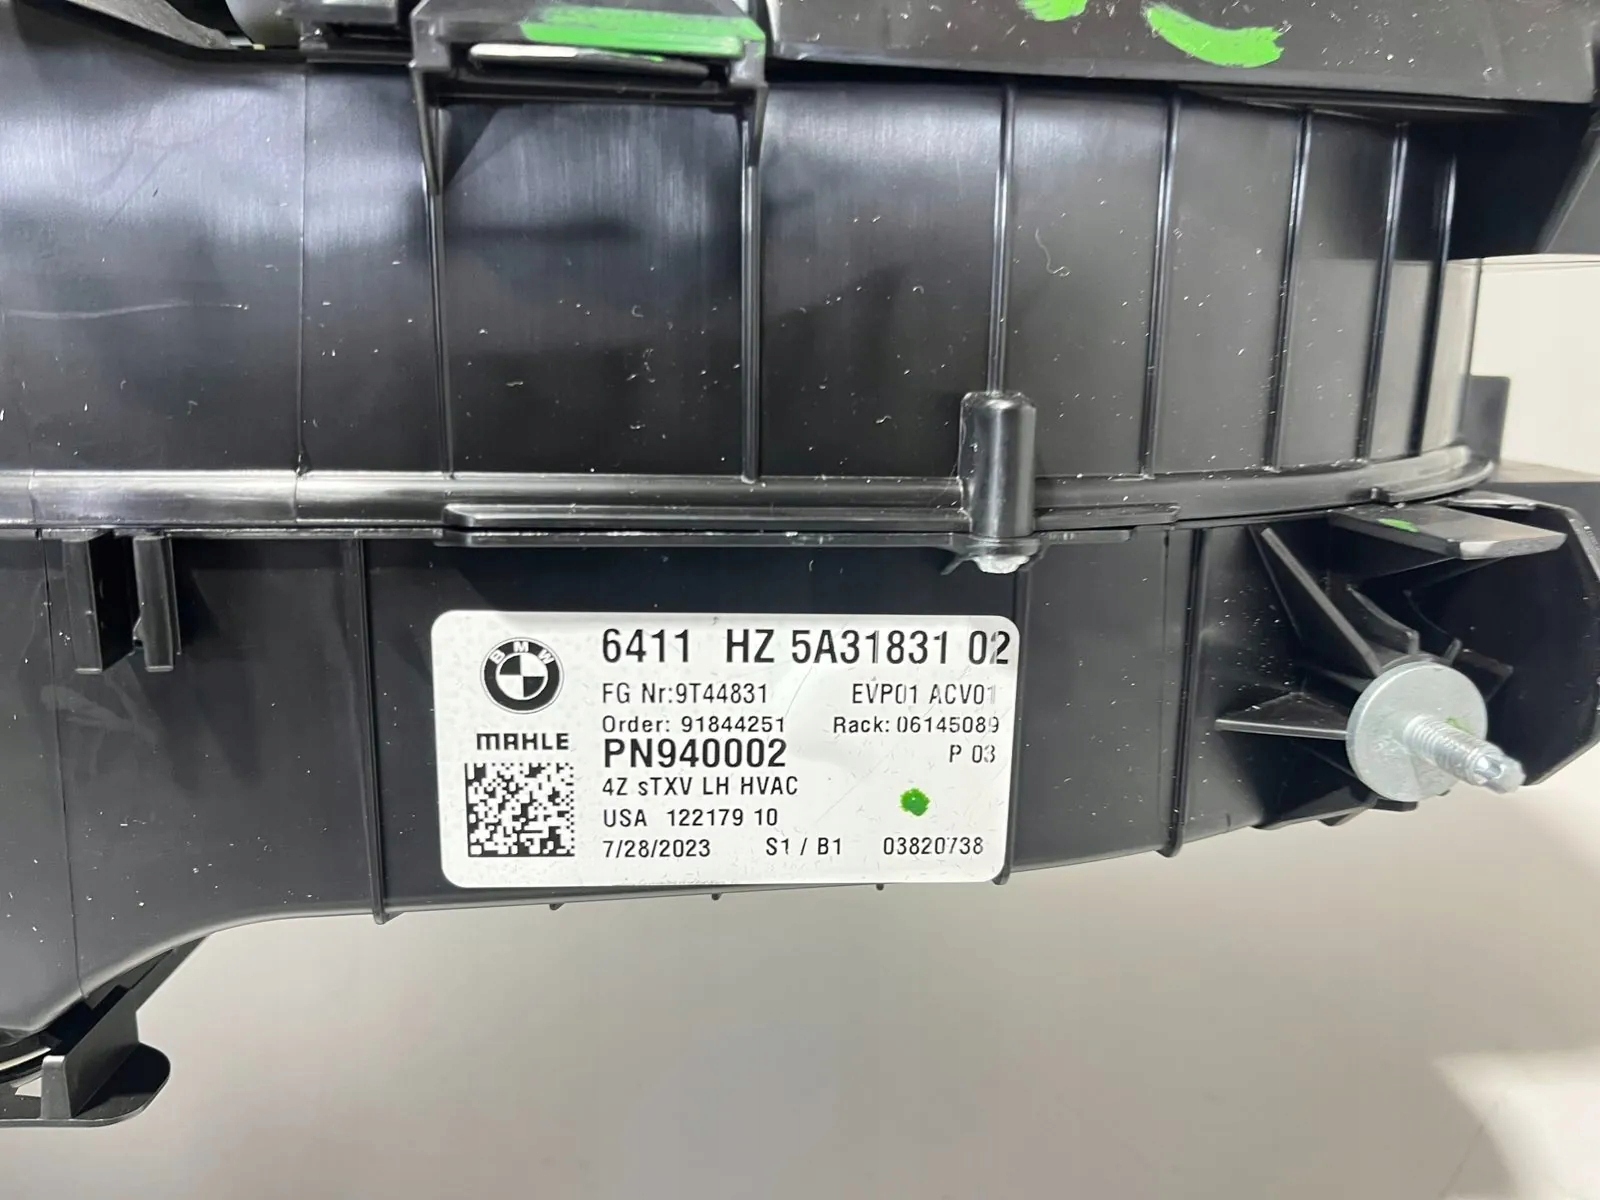 BMW
6411 HZ 5A31831 02
FG Nr:9T44831 EVP01 ACV01
Order: 91844251 Rack: 06145089
MAHLE
PN940002 P 03
4Z sTXV LH HVAC
USA 122179 10
7/28/2023 S1 / B1 03820738